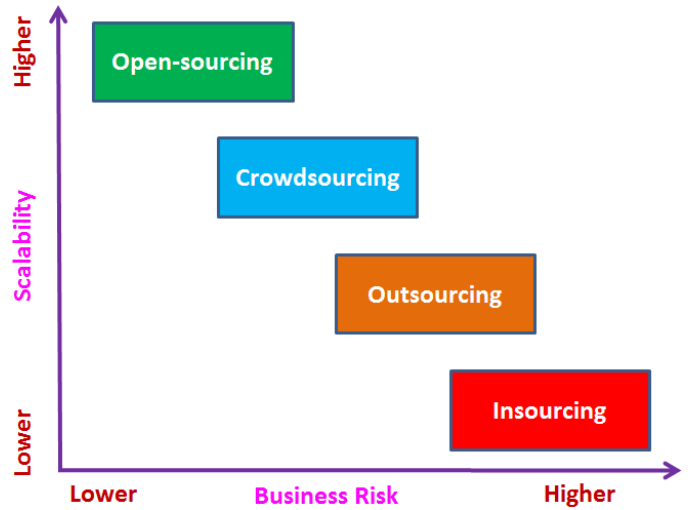 Higher
Open-sourcing
Crowdsourcing
Scalability
Outsourcing
Insourcing
Lower
Lower
Business Risk
Higher